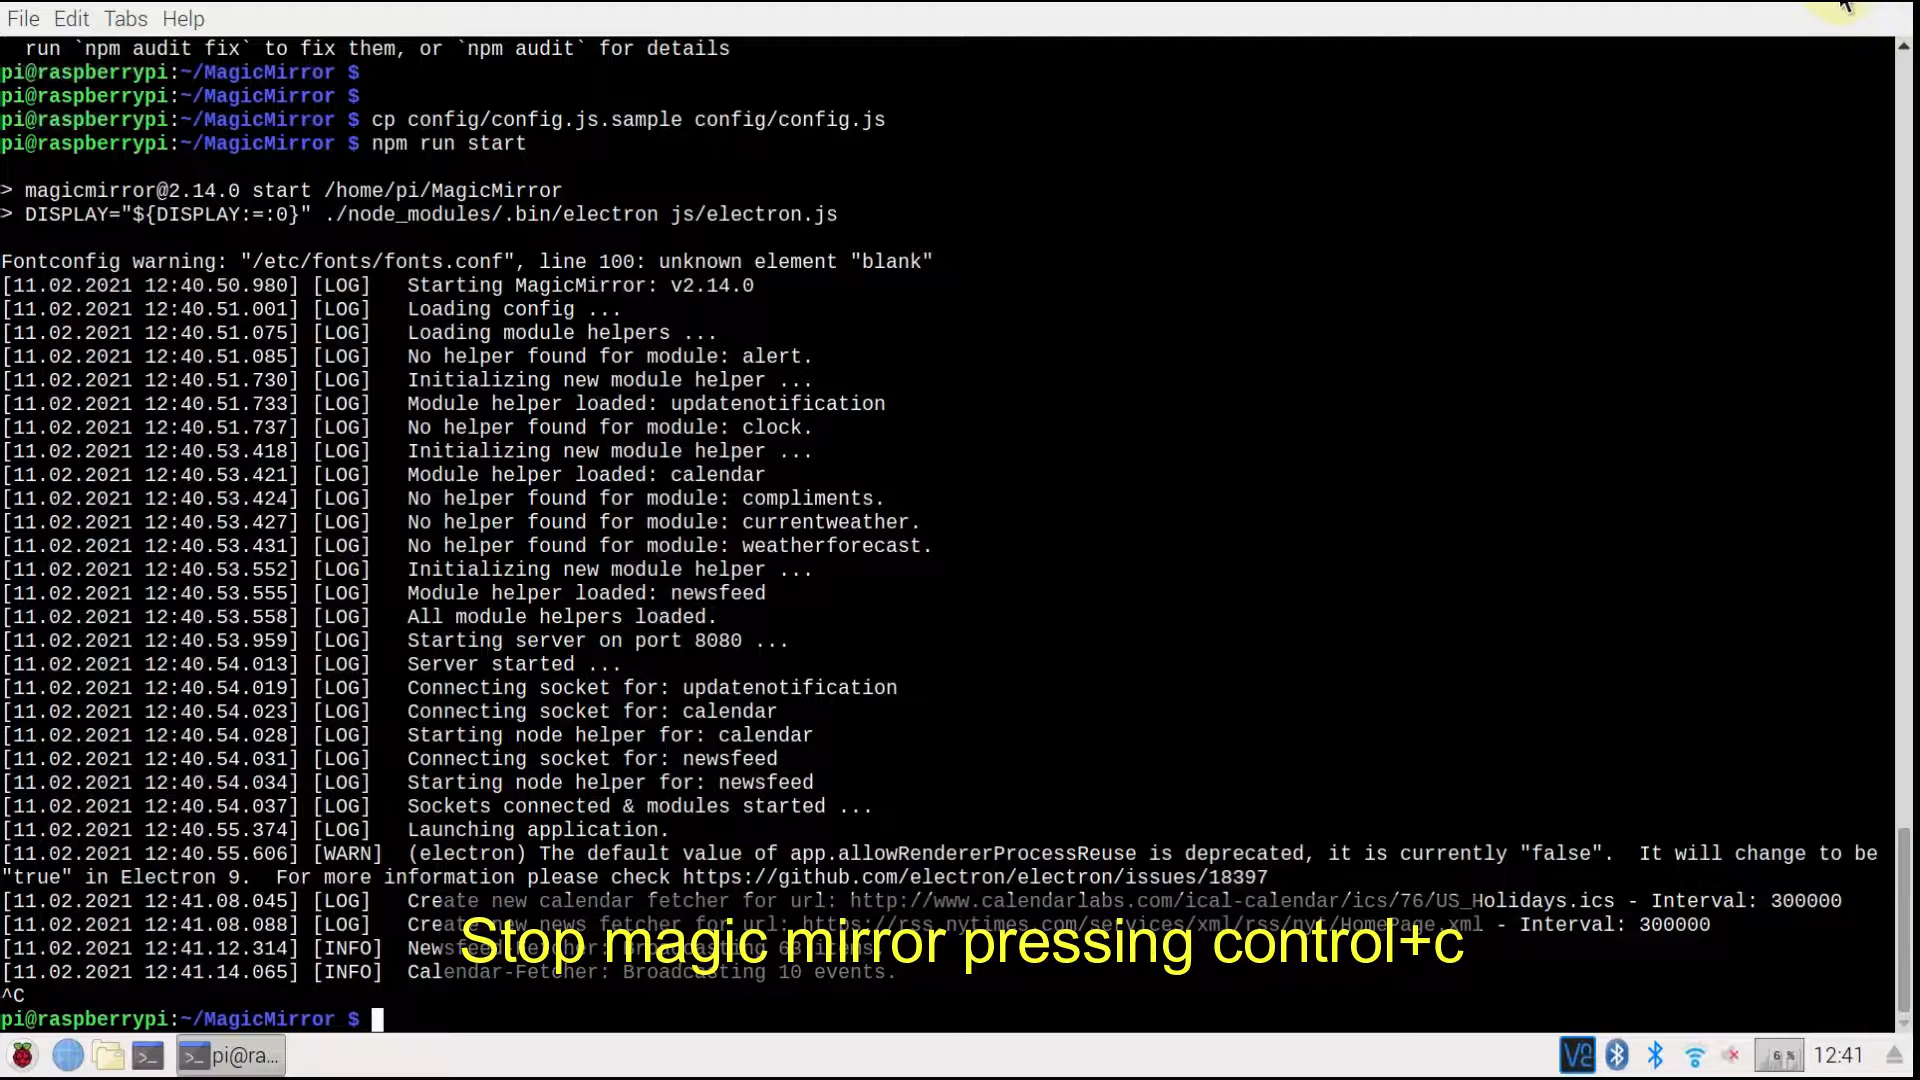 File Edit Tabs Help
run `npm audit fix` to fix them, or `npm audit` for details
pi@raspberrypi:~/MagicMirror $
pi@raspberrypi:~/MagicMirror $
pi@raspberrypi:~/MagicMirror $ cp config/config.js.sample config/config.js
pi@raspberrypi:~/MagicMirror $ npm run start
> magicmirror@2.14.0 start /home/pi/MagicMirror
> DISPLAY="${DISPLAY:=:0}" ./node_modules/.bin/electron js/electron.js
Fontconfig warning: "/etc/fonts/fonts.conf", line 100: unknown element "blank"
[11.02.2021 12:40.50.980] [LOG] Starting MagicMirror: v2.14.0
[11.02.2021 12:40.51.001] [LOG] Loading config ...
[11.02.2021 12:40.51.075] [LOG] Loading module helpers ...
[11.02.2021 12:40.51.085] [LOG] No helper found for module: alert.
[11.02.2021 12:40.51.730] [LOG] Initializing new module helper ...
[11.02.2021 12:40.51.733] [LOG] Module helper loaded: updatenotification
[11.02.2021 12:40.51.737] [LOG] No helper found for module: clock.
[11.02.2021 12:40.53.418] [LOG] Initializing new module helper ...
[11.02.2021 12:40.53.421] [LOG] Module helper loaded: calendar
[11.02.2021 12:40.53.424] [LOG] No helper found for module: compliments.
[11.02.2021 12:40.53.427] [LOG] No helper found for module: currentweather.
[11.02.2021 12:40.53.431] [LOG] No helper found for module: weatherforecast.
[11.02.2021 12:40.53.552] [LOG] Initializing new module helper ...
[11.02.2021 12:40.53.555] [LOG] Module helper loaded: newsfeed
[11.02.2021 12:40.53.558] [LOG] All module helpers loaded.
[11.02.2021 12:40.53.959] [LOG] Starting server on port 8080 ...
[11.02.2021 12:40.54.013] [LOG] Server started ...
[11.02.2021 12:40.54.019] [LOG] Connecting socket for: updatenotification
[11.02.2021 12:40.54.023] [LOG] Connecting socket for: calendar
[11.02.2021 12:40.54.028] [LOG] Starting node helper for: calendar
[11.02.2021 12:40.54.031] [LOG] Connecting socket for: newsfeed
[11.02.2021 12:40.54.034] [LOG] Starting node helper for: newsfeed
[11.02.2021 12:40.54.037] [LOG] Sockets connected & modules started ...
[11.02.2021 12:40.55.374] [LOG] Launching application.
[11.02.2021 12:40.55.606] [WARN] (electron) The default value of app.allowRendererProcessReuse is deprecated, it is currently "false". It will change to be
"true" in Electron 9. For more information please check https://github.com/electron/electron/issues/18397
[11.02.2021 12:41.08.045] [LOG] Create new calendar fetcher for url: http://www.calendarlabs.com/ical-calendar/ics/76/US_Holidays.ics - Interval: 300000
[11.02.2021 12:41.08.088] [LOG] Create new news fetcher for url: https://rss.nytimes.com/services/xml/rss/nyt/HomePage.xml - Interval: 300000
[11.02.2021 12:41.12.314] [INFO] Newsfeed-Fetcher: Broadcasting 63 items.
Stop magic mirror pressing control+c
[11.02.2021 12:41.14.065] [INFO] Calendar-Fetcher: Broadcasting 10 events.
^C
pi@raspberrypi:~/MagicMirror $
pi@ra... 6 % 12:41